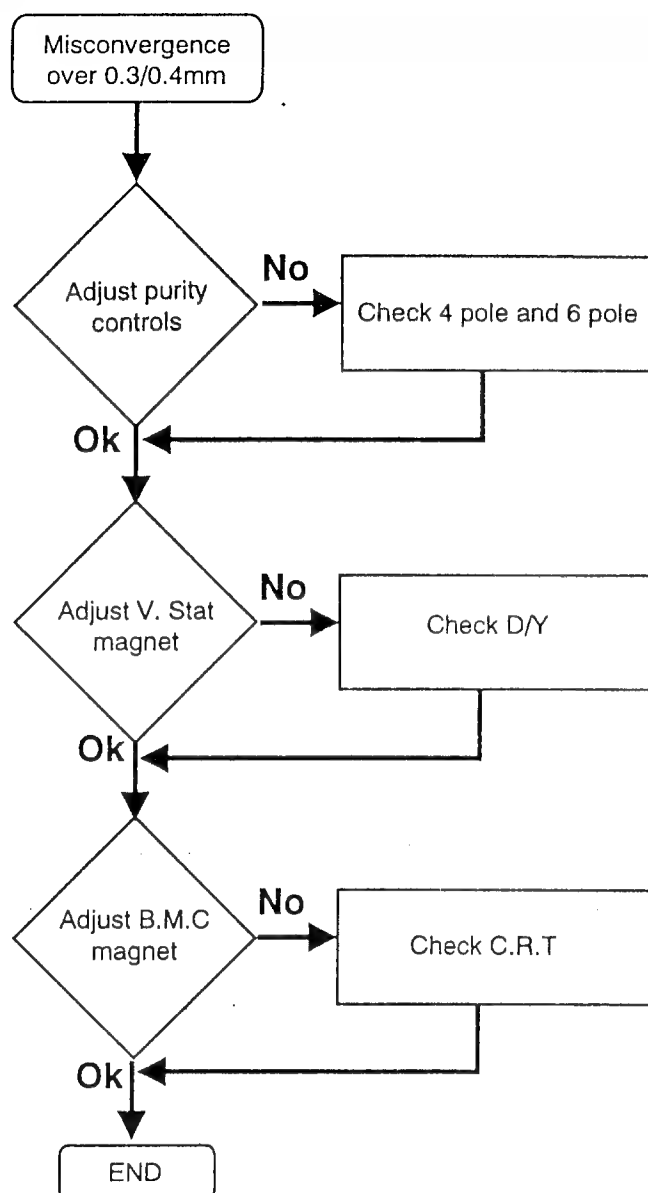 Misconvergence
over 0.3/0.4mm
Adjust purity
controls
No
Check 4 pole and 6 pole
Ok
Adjust V. Stat
magnet
No
Check D/Y
Ok
Adjust B.M.C
magnet
No
Check C.R.T
Ok
END